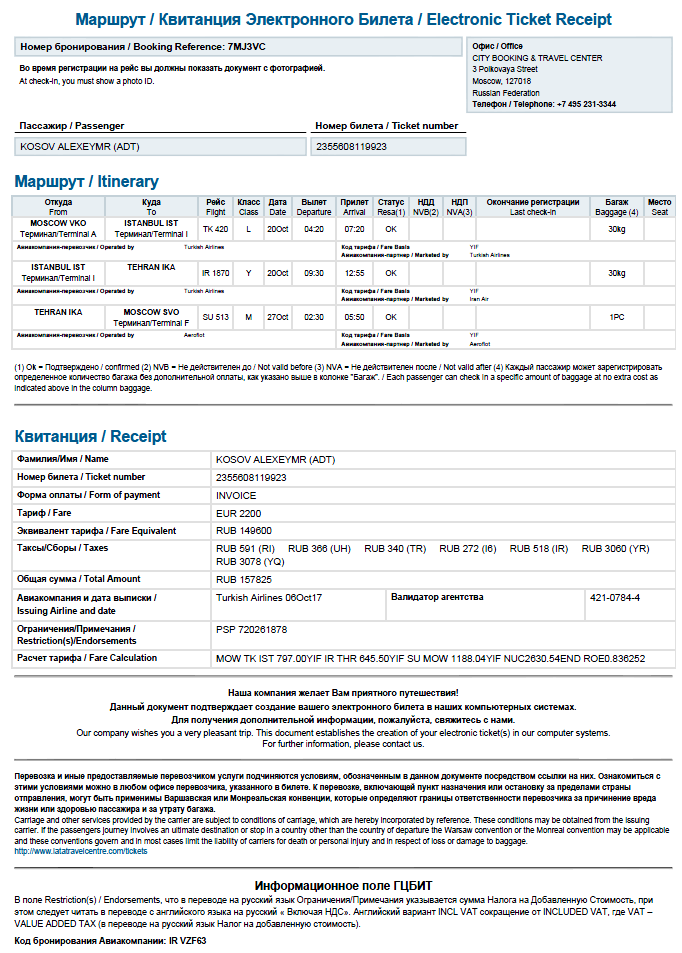 Маршрут / Квитанция Электронного Билета / Electronic Ticket Receipt
Номер бронирования / Booking Reference: 7MJ3VC
Во время регистрации на рейс вы должны показать документ с фотографией.
At check-in, you must show a photo ID.
Офис / Office
CITY BOOKING & TRAVEL CENTER
3 Polkovaya Street
Moscow, 127018
Russian Federation
Телефон / Telephone: +7 495 231-3344
Пассажир / Passenger Номер билета / Ticket number
KOSOV ALEXEYMR (ADT) 2355608119923
Маршрут / Itinerary
Откуда Куда Рейс Класс Дата Вылет Прилет Статус НДД НДП Окончание регистрации Багаж Место
From To Flight Class Date Departure Arrival Resa(1) NVB(2) NVA(3) Last check-in Baggage (4) Seat
MOSCOW VKO ISTANBUL IST TK 420 L 20Oct 04:20 07:20 OK 30kg
Терминал/Terminal A Терминал/Terminal I
Авиакомпания-перевозчик / Operated by Turkish Airlines Код тарифа / Fare Basis YIF
Авиакомпания-партнер / Marketed by Turkish Airlines
ISTANBUL IST TEHRAN IKA IR 1870 Y 20Oct 09:30 12:55 OK 30kg
Терминал/Terminal I
Авиакомпания-перевозчик / Operated by Turkish Airlines Код тарифа / Fare Basis YIF
Авиакомпания-партнер / Marketed by Iran Air
TEHRAN IKA MOSCOW SVO SU 513 M 27Oct 02:30 05:50 OK 1PC
Терминал/Terminal F
Авиакомпания-перевозчик / Operated by Aeroflot Код тарифа / Fare Basis YIF
Авиакомпания-партнер / Marketed by Aeroflot
(1) Ok = Подтверждено / confirmed (2) NVB = Не действителен до / Not valid before (3) NVA = Не действителен после / Not valid after (4) Каждый пассажир может зарегистрировать
определенное количество багажа без дополнительной оплаты, как указано выше в колонке "Багаж". / Each passenger can check in a specific amount of baggage at no extra cost as
indicated above in the column baggage.
Квитанция / Receipt
Фамилия/Имя / Name KOSOV ALEXEYMR (ADT)
Номер билета / Ticket number 2355608119923
Форма оплаты / Form of payment INVOICE
Тариф / Fare EUR 2200
Эквивалент тарифа / Fare Equivalent RUB 149600
Таксы/Сборы / Taxes RUB 591 (RI) RUB 366 (UH) RUB 340 (TR) RUB 272 (I6) RUB 518 (IR) RUB 3060 (YR)
RUB 3078 (YQ)
Общая сумма / Total Amount RUB 157825
Авиакомпания и дата выписки / Turkish Airlines 06Oct17 Валидатор агентства 421-0784-4
Issuing Airline and date
Ограничения/Примечания / PSP 720261878
Restriction(s)/Endorsements
Расчет тарифа / Fare Calculation MOW TK IST 797.00YIF IR THR 645.50YIF SU MOW 1188.04YIF NUC2630.54END ROE0.836252
Наша компания желает Вам приятного путешествия!
Данный документ подтверждает создание вашего электронного билета в наших компьютерных системах.
Для получения дополнительной информации, пожалуйста, свяжитесь с нами.
Our company wishes you a very pleasant trip. This document establishes the creation of your electronic ticket(s) in our computer systems.
For further information, please contact us.
Перевозка и иные предоставляемые перевозчиком услуги подчиняются условиям, обозначенным в данном документе посредством ссылки на них. Ознакомиться с
этими условиями можно в любом офисе перевозчика, указанного в билете. К перевозке, включающей пункт назначения или остановку за пределами страны
отправления, могут быть применимы Варшавская или Монреальская конвенции, которые определяют границы ответственности перевозчика за причинение вреда
жизни или здоровью пассажира и за утрату багажа.
Carriage and other services provided by the carrier are subject to conditions of carriage, which are hereby incorporated by reference. These conditions may be obtained from the issuing
carrier. If the passengers journey involves an ultimate destination or stop in a country other than the country of departure the Warsaw convention or the Monreal convention may be applicable
and these conventions govern and in most cases limit the liability of carriers for death or personal injury and in respect of loss or damage to baggage.
http://www.iatatravelcentre.com/tickets
Информационное поле ГЦБИТ
В поле Restriction(s) / Endorsements, что в переводе на русский язык Ограничения/Примечания указывается сумма Налога на Добавленную Стоимость, при
этом следует читать в переводе с английского языка на русский « Включая НДС». Английский вариант INCL VAT сокращение от INCLUDED VAT, где VAT –
VALUE ADDED TAX (в переводе на русский язык Налог на добавленную стоимость).
Код бронирования Авиакомпании: IR VZF63